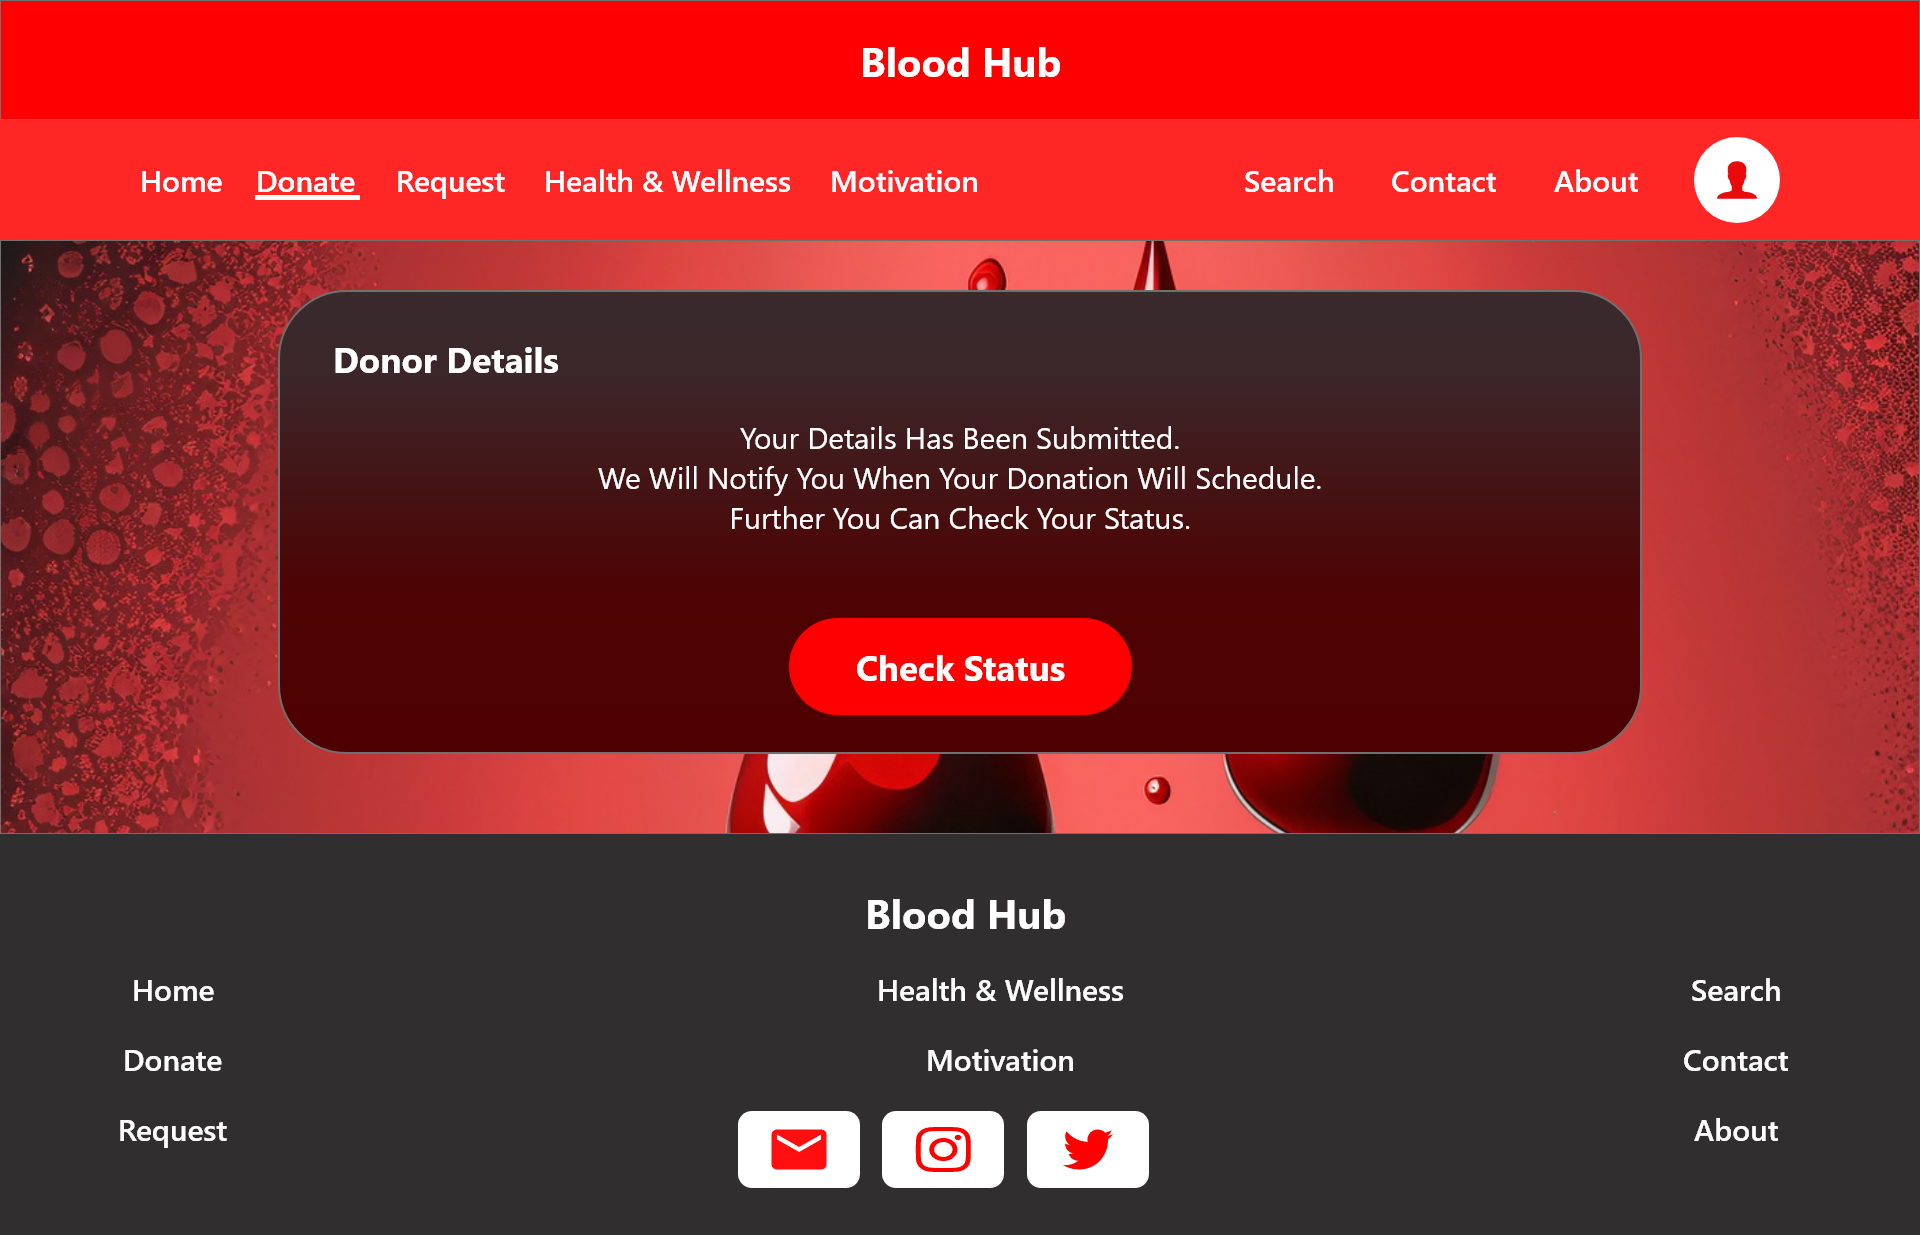 Blood Hub
Home Donate Request Health & Wellness Motivation Search Contact About
Donor Details
Your Details Has Been Submitted.
We Will Notify You When Your Donation Will Schedule.
Further You Can Check Your Status.
Check Status
Blood Hub
Home Health & Wellness Search
Donate Motivation Contact
Request About